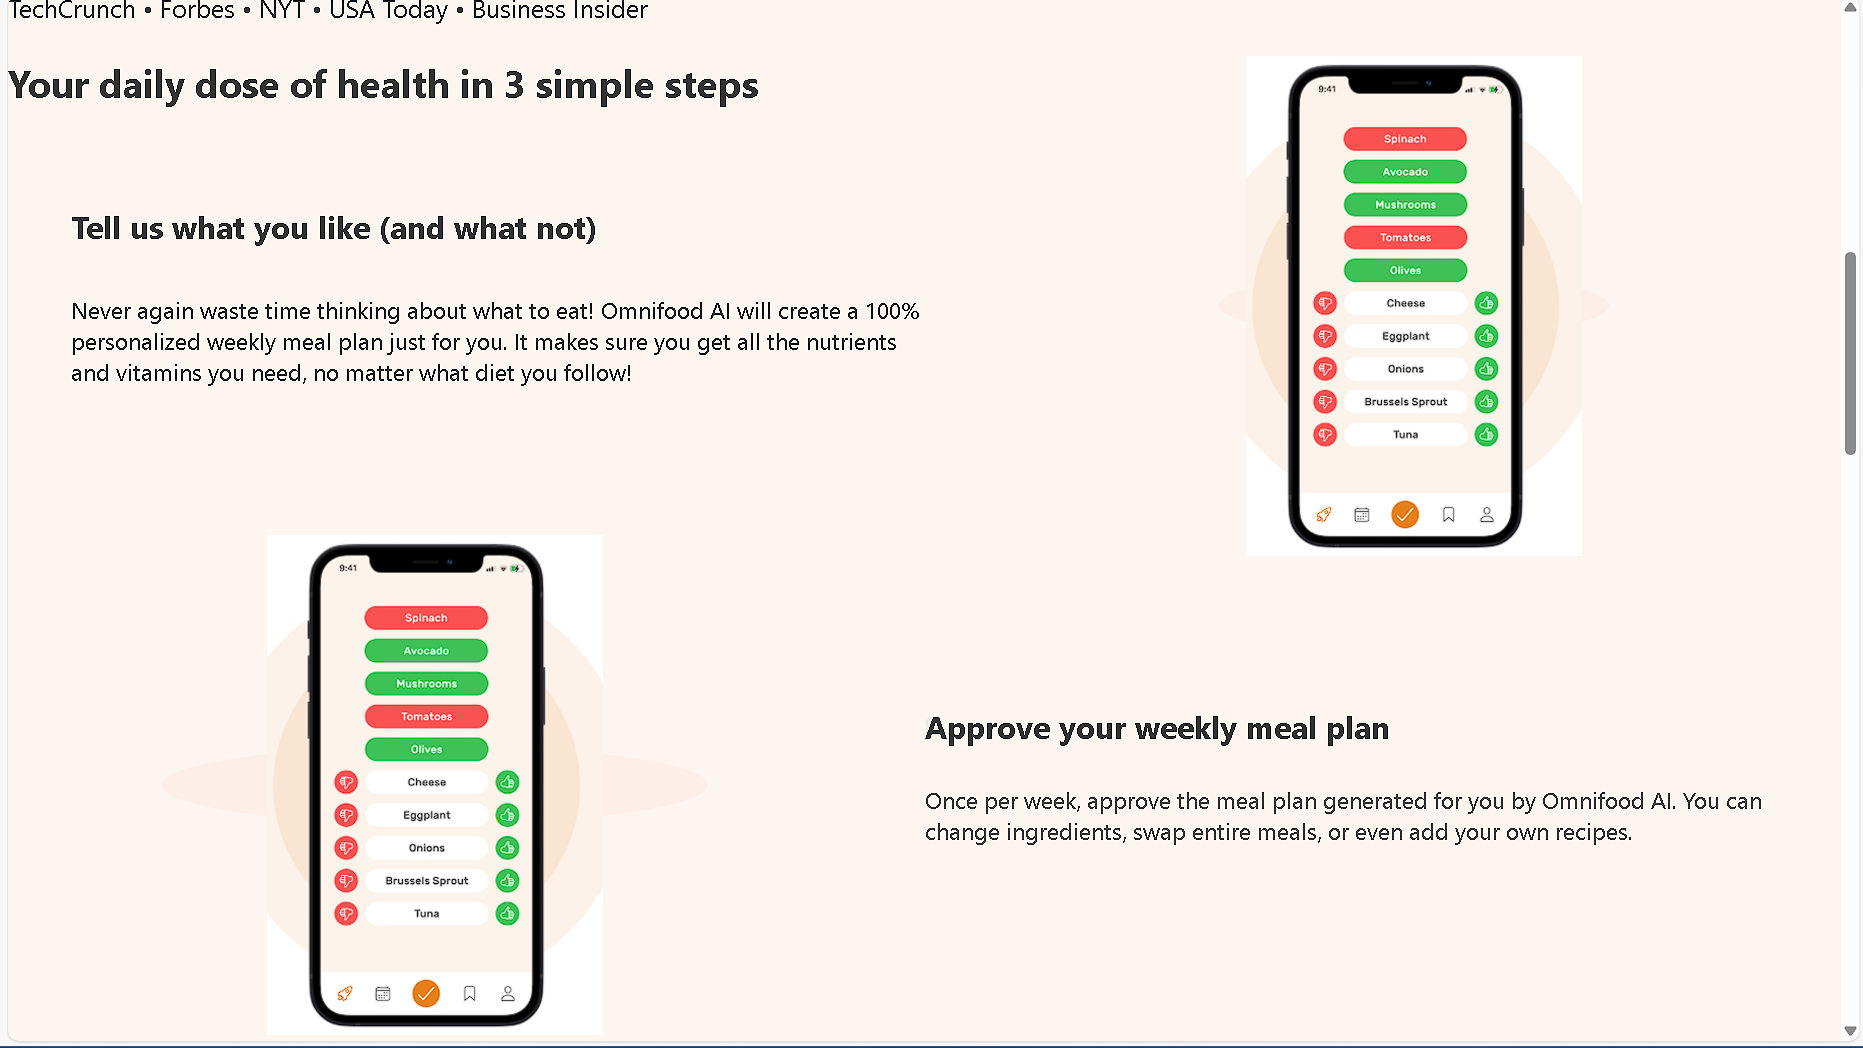 TechCrunch • Forbes • NYT • USA Today • Business Insider
Your daily dose of health in 3 simple steps
Tell us what you like (and what not)
Never again waste time thinking about what to eat! Omnifood AI will create a 100%
personalized weekly meal plan just for you. It makes sure you get all the nutrients
and vitamins you need, no matter what diet you follow!
9:41
Spinach
Avocado
Mushrooms
Tomatoes
Olives
Cheese
Eggplant
Onions
Brussels Sprout
Tuna
9:41
Spinach
Avocado
Mushrooms
Tomatoes
Olives
Cheese
Eggplant
Onions
Brussels Sprout
Tuna
Approve your weekly meal plan
Once per week, approve the meal plan generated for you by Omnifood AI. You can
change ingredients, swap entire meals, or even add your own recipes.